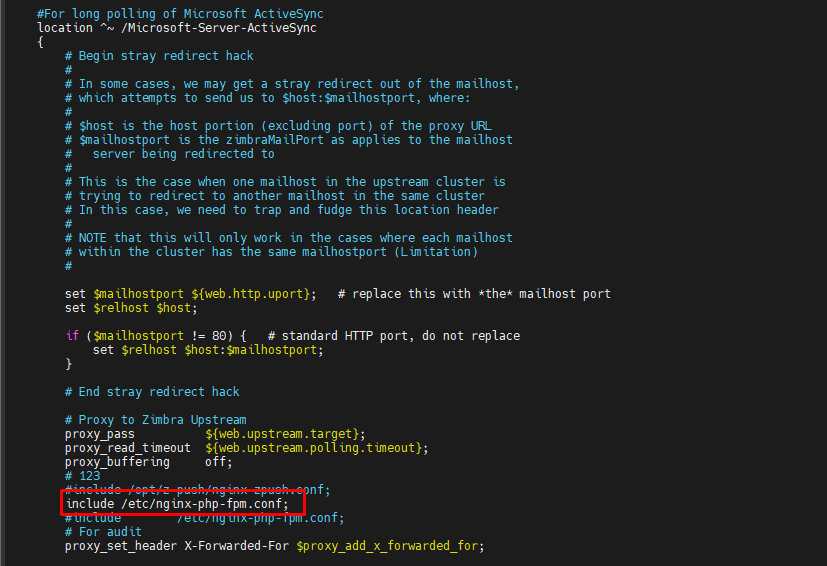 #For long polling of Microsoft ActiveSync
location ^~ /Microsoft-Server-ActiveSync
{
# Begin stray redirect hack
#
# In some cases, we may get a stray redirect out of the mailhost,
# which attempts to send us to $host:$mailhostport, where:
#
# $host is the host portion (excluding port) of the proxy URL
# $mailhostport is the zimbraMailPort as applies to the mailhost
#   server being redirected to
#
# This is the case when one mailhost in the upstream cluster is
# trying to redirect to another mailhost in the same cluster
# In this case, we need to trap and fudge this location header
#
# NOTE that this will only work in the cases where each mailhost
# within the cluster has the same mailhostport (Limitation)
#
set $mailhostport ${web.http.uport};   # replace this with *the* mailhost port
set $relhost $host;
if ($mailhostport != 80) {   # standard HTTP port, do not replace
set $relhost $host:$mailhostport;
}
# End stray redirect hack
# Proxy to Zimbra Upstream
proxy_pass          ${web.upstream.target};
proxy_read_timeout  ${web.upstream.polling.timeout};
proxy_buffering     off;
# 123
#include /opt/z-push/nginx-zpush.conf;
include /etc/nginx-php-fpm.conf;
#include        /etc/nginx-php-fpm.conf;
# For audit
proxy_set_header X-Forwarded-For $proxy_add_x_forwarded_for;